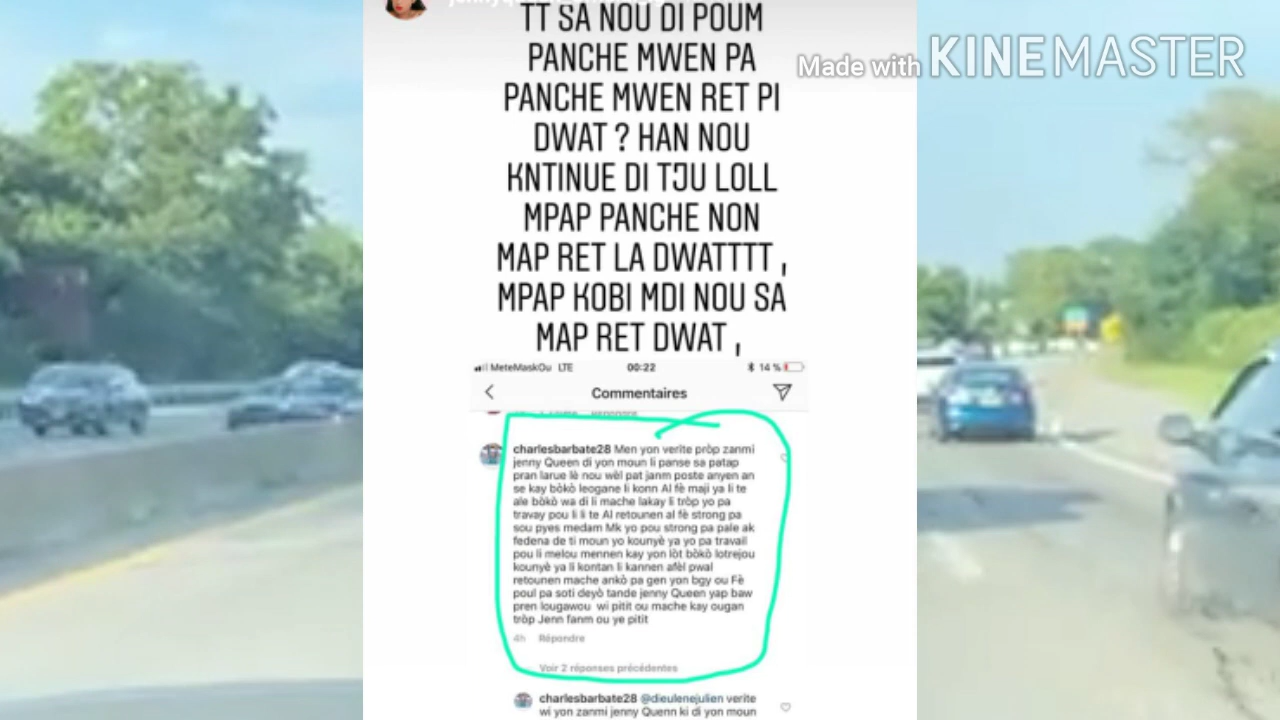 TT SA NOU DI POUM
PANCHE MWEN PA
PANCHE MWEN RET PI
DWAT ? HAN NOU
KNTINUE DI TJU LOLL
MPAP PANCHE NON
MAP RET LA DWATTTT ,
MPAP KOBI MDI NOU SA
MAP RET DWAT ,
Made with KINEMASTER
MeteMaskOu LTE 00:22 14 %
Commentaires
charlesbarbate28 Men yon verite pròp zanmi
jenny Queen di yon moun li panse sa patap
pran larue lè nou wèl pat janm poste anyen an
se kay bòkò leogane li konn Al fè maji ya li te
ale bòkò wa di li mache lakay li tròp yo pa
travay pou li li te Al retounen al fè strong pa
sou pyes medam Mk yo pou strong pa pale ak
fedena de ti moun yo kounyè ya yo pa travail
pou li melou mennen kay yon lòt bòkò lotrejou
kounyè ya li kontan li kannen afèl pwal
retounen mache ankò pa gen yon bgy ou Fè
poul pa soti deyò tande jenny Queen yap baw
pren lougawou wi pitit ou mache kay ougan
tròp Jenn fanm ou ye pitit
4h Répondre
Voir 2 réponses précédentes
charlesbarbate28 @dieulenejulien verite
wi yon zanmi jenny Quenn ki di yon moun